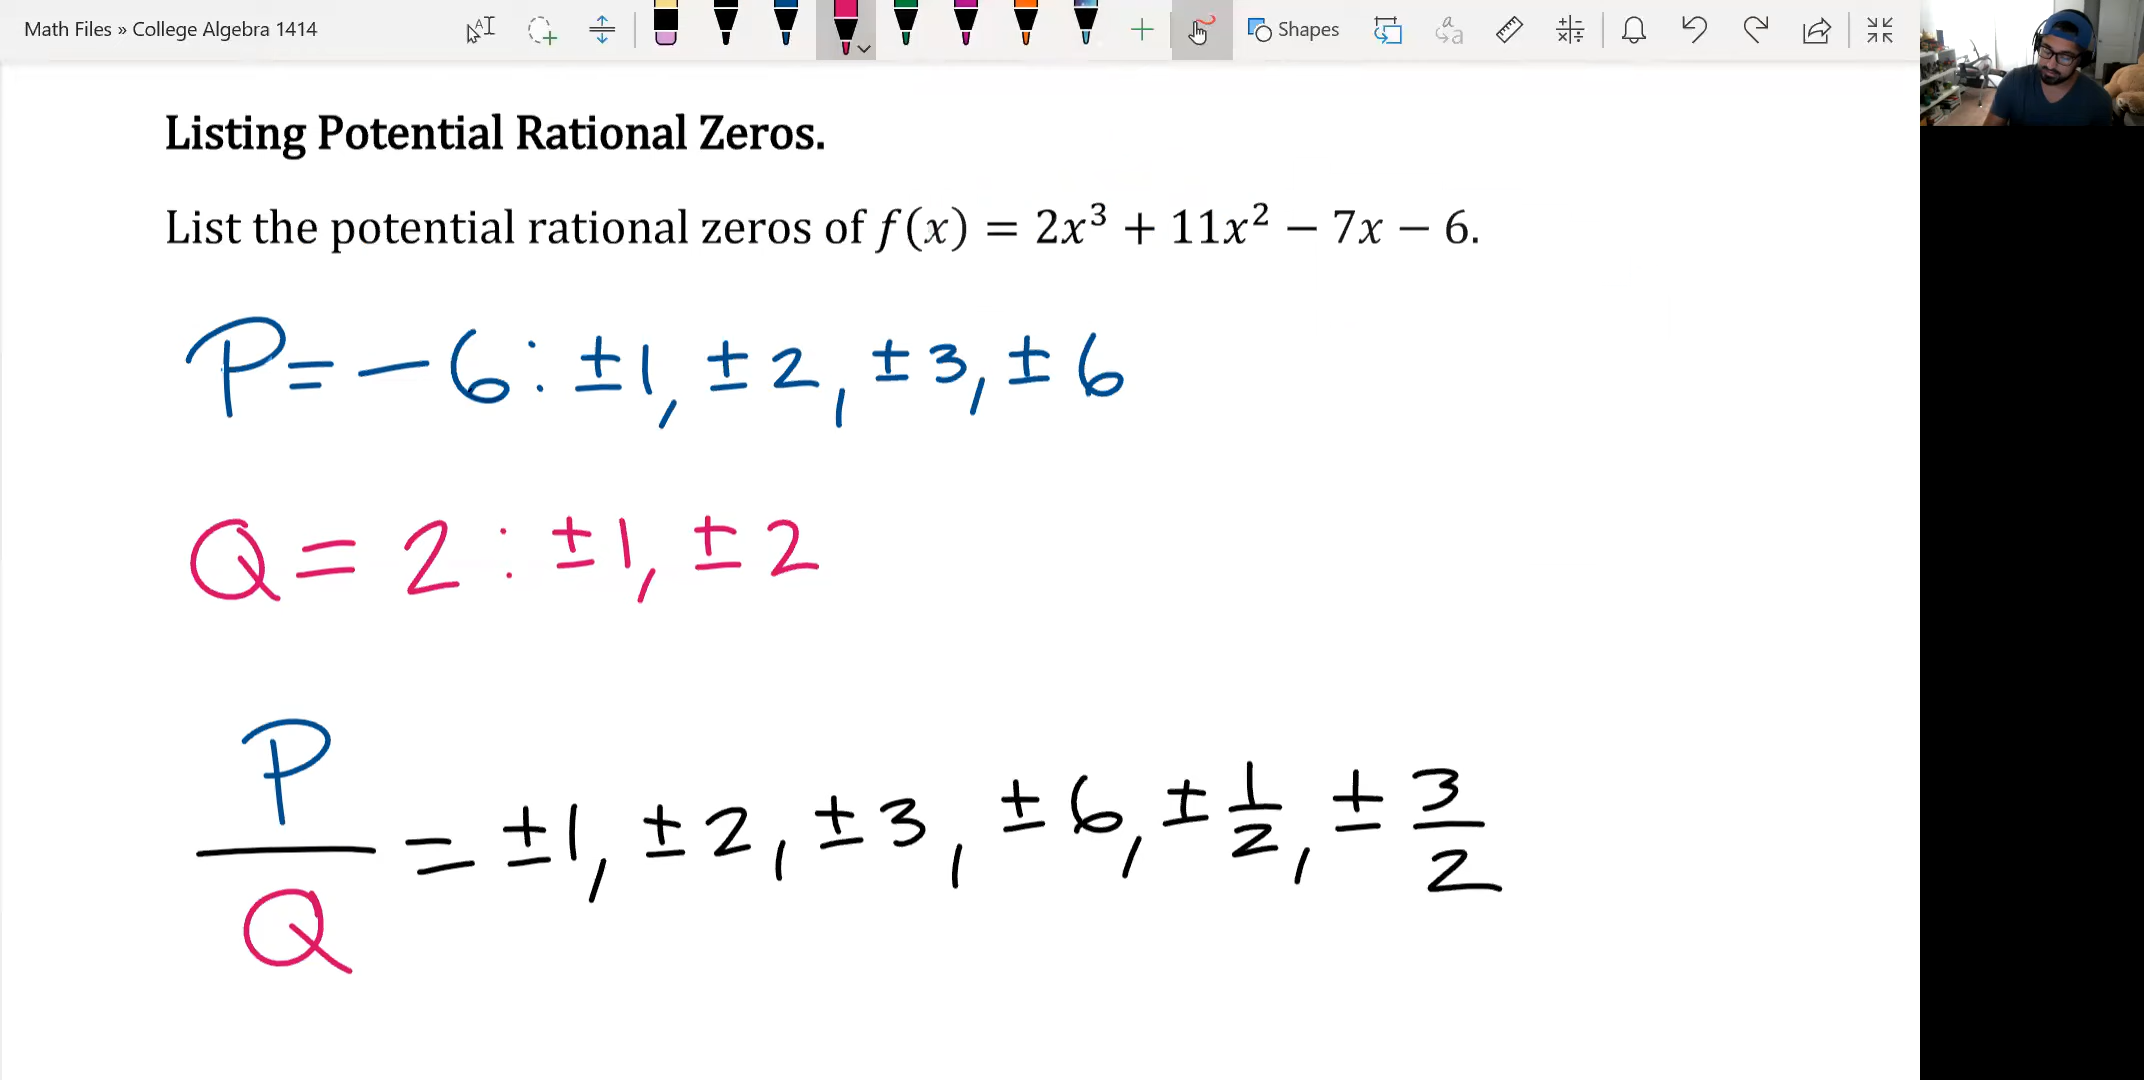 Math Files » College Algebra 1414
Shapes
Listing Potential Rational Zeros.
List the potential rational zeros of f(x) = 2x³ + 11x² − 7x − 6.
P = −6 : ±1, ±2, ±3, ±6
Q = 2 : ±1, ±2
P/Q = ±1, ±2, ±3, ±6, ±1/2, ±3/2